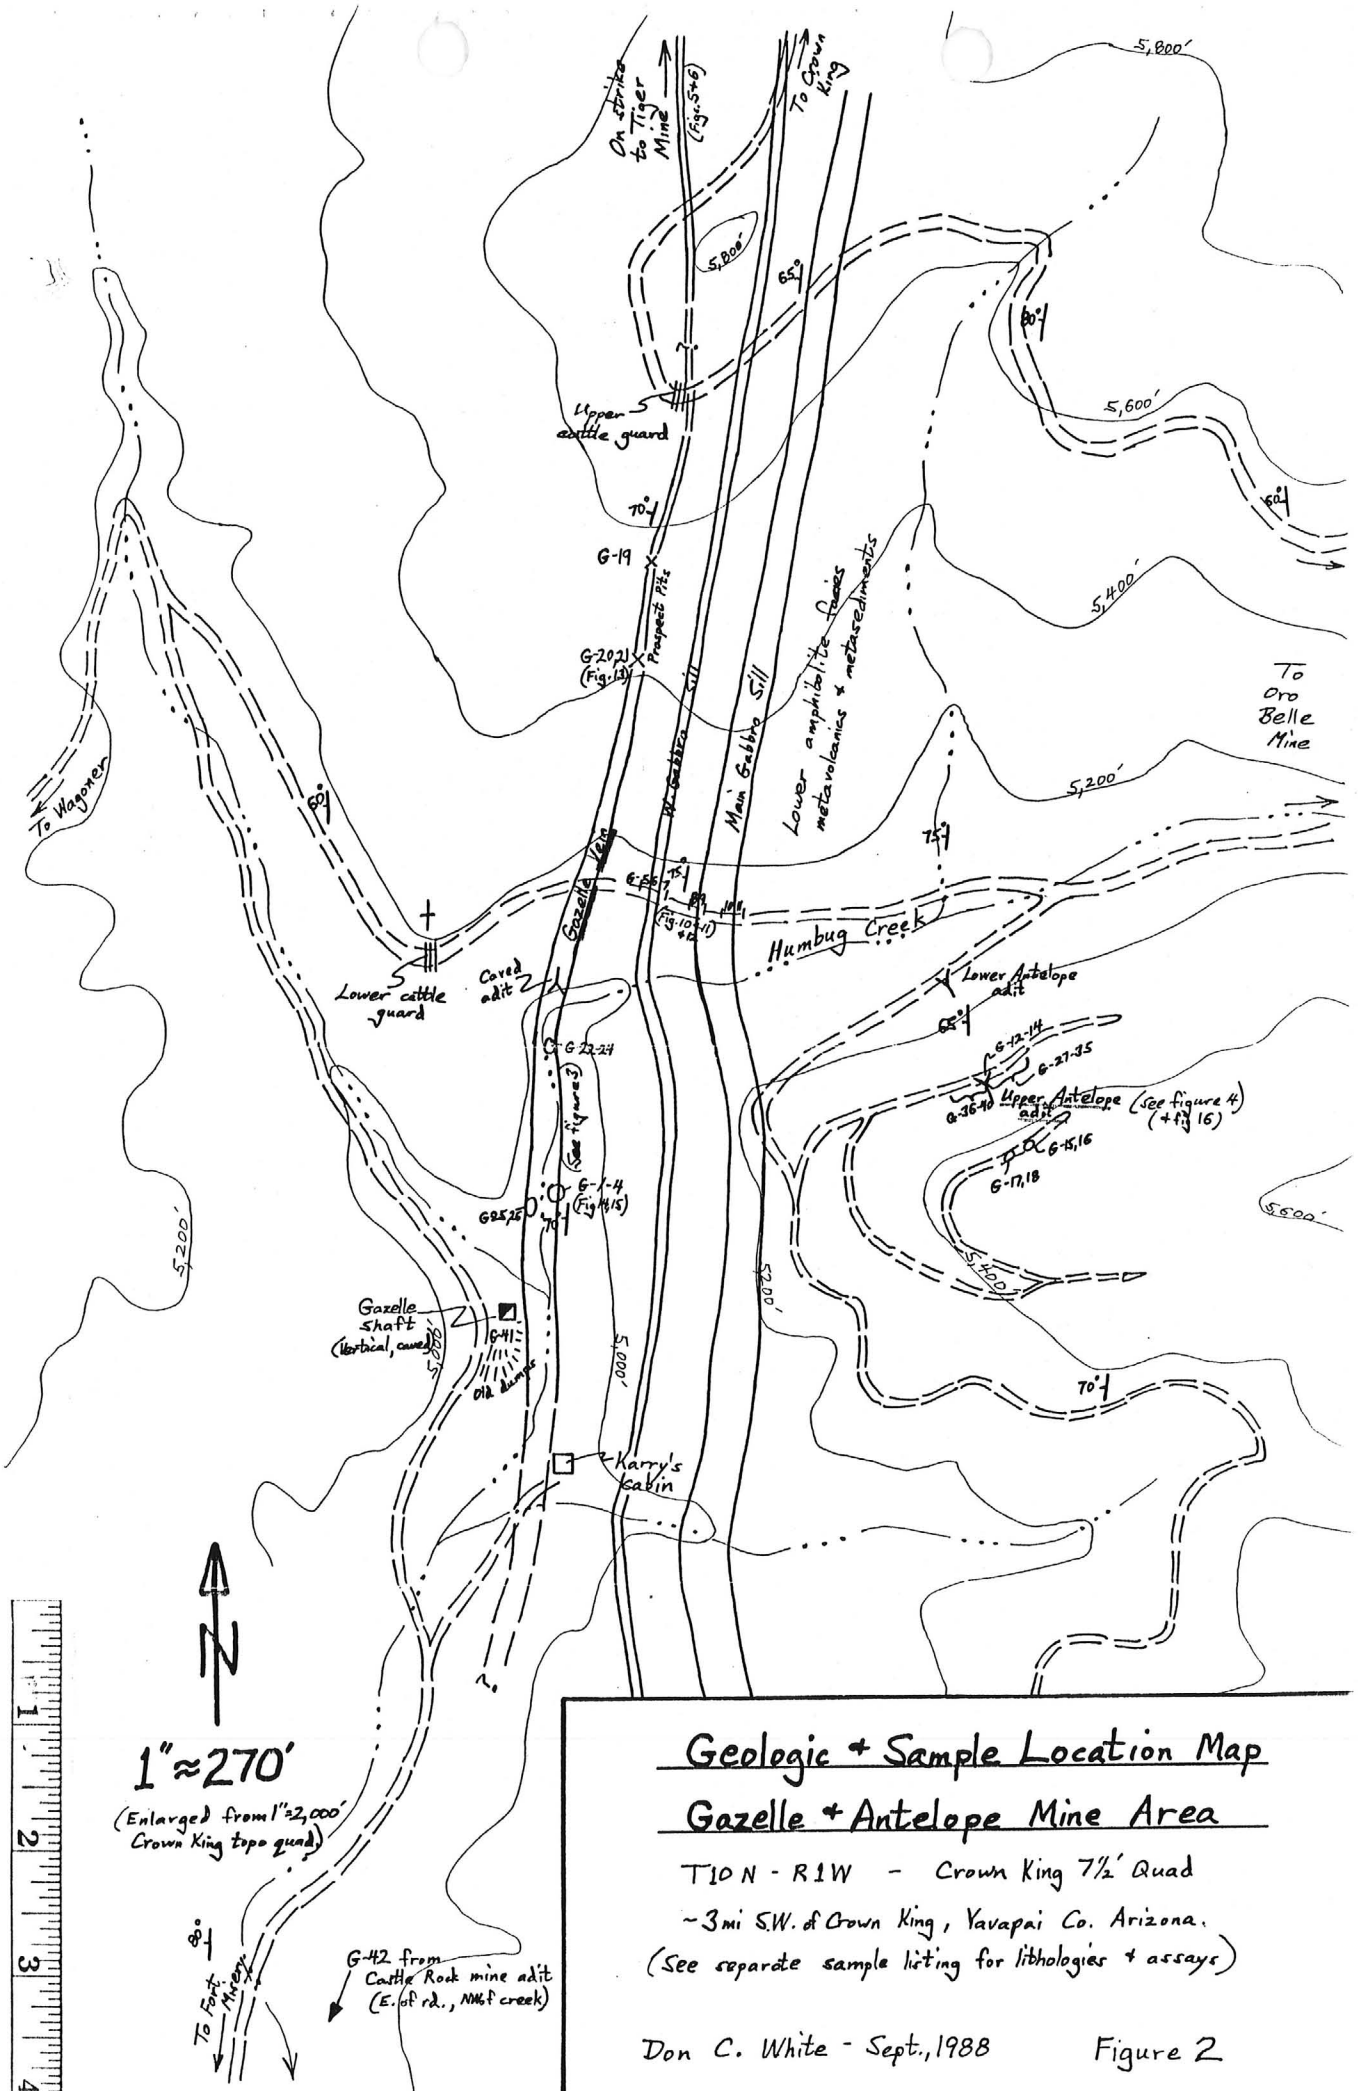 5,800'
On strike
to Tiger
Mine
(Figs. 5+6)
To Crown
King
5,800'
65°
80°
Upper
cattle guard
5,600'
60°
70°
G-19
Prospect Pits
G-20,21
(Fig. 13)
5,400'
Lower amphibolite facies
metavolcanics & metasediments
To
Oro
Belle
Mine
W. Gabbro Sill
Main Gabbro Sill
5,200'
To Wagoner
60°
75°
Gazelle Vein
G-5,6,7
75°
8,9
10,11
(Fig. 10+11)
+12
Humbug Creek
Caved
adit
Lower cattle
guard
Lower Antelope
adit
65°
G-12-14
G-27-35
G-36-40
Upper Antelope
adit
(see figure 4)
(+fig 16)
G-22-24
(See figure 3)
G-15,16
G-17,18
G-1-4
(Fig 14,15)
G-25,26
70°
5,600'
5,200'
5,400'
5200'
Gazelle
Shaft
(Vertical, caved)
G-41
5,000'
Old dumps
5,000'
70°
Karry's
Cabin
N
1" ≈ 270'
(Enlarged from 1"=2,000'
Crown King topo quad.)
1
2
3
4
80°
To Fort
Misery
G-42 from
Castle Rock mine adit
(E. of rd., NW of creek)
Geologic & Sample Location Map
Gazelle & Antelope Mine Area
T10N - R1W - Crown King 7½' Quad
~3mi S.W. of Crown King, Yavapai Co. Arizona.
(See separate sample listing for lithologies & assays)
Don C. White - Sept., 1988
Figure 2